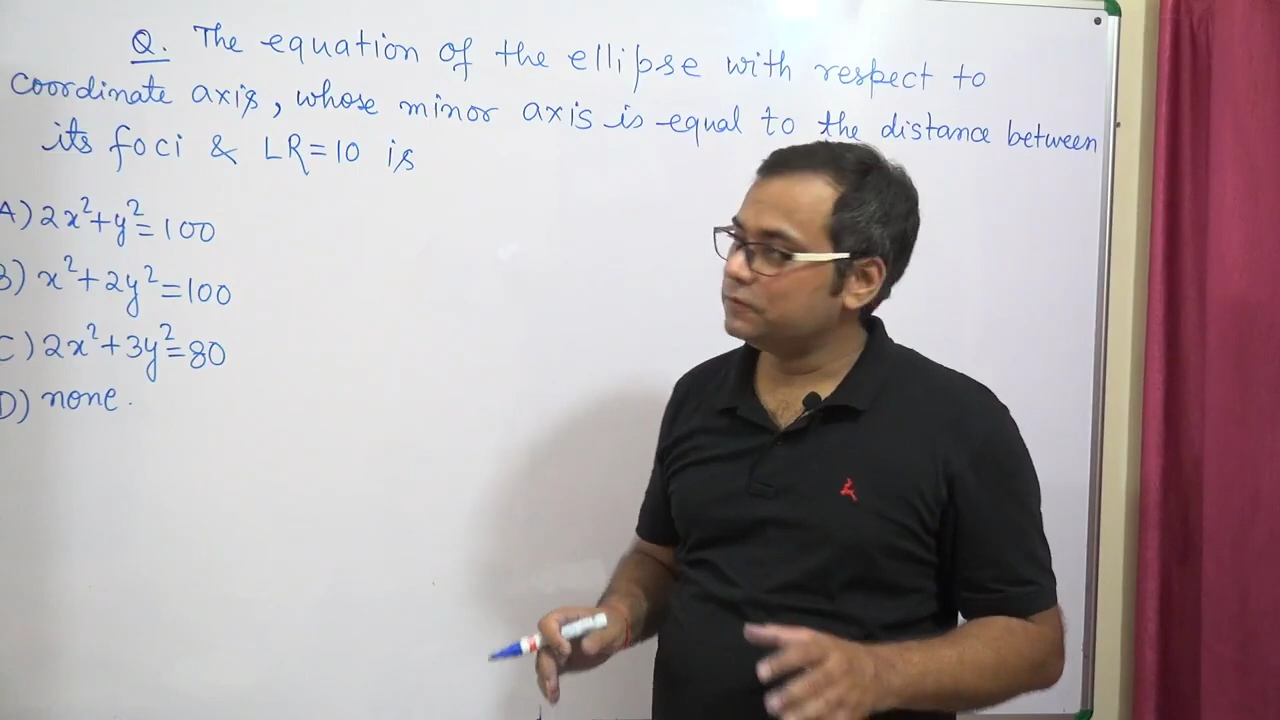 Q. The equation of the ellipse with respect to
coordinate axis, whose minor axis is equal to the distance between
its foci & LR=10 is
A) 2x²+y²=100
B) x²+2y²=100
C) 2x²+3y²=80
D) none.